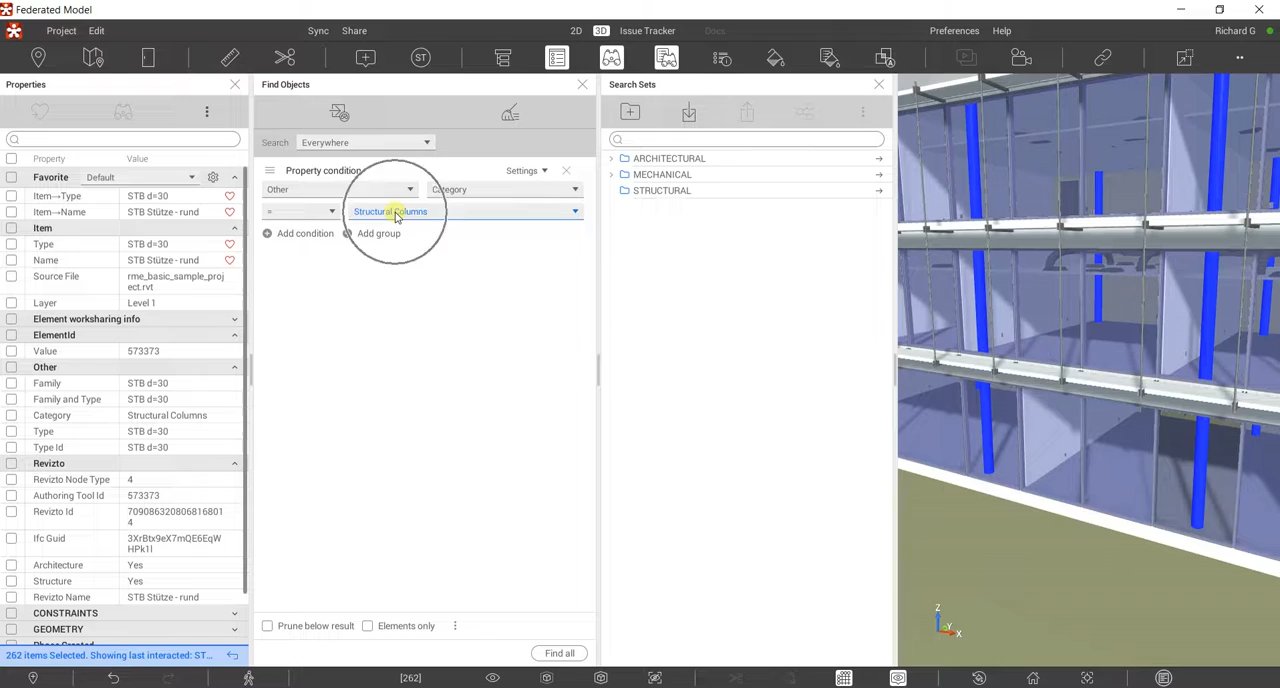 Federated Model
Project Edit Sync Share 2D 3D Issue Tracker Docs Preferences Help Richard G
ST
Properties
Property Value
Favorite Default
Item→Type STB d=30
Item→Name STB Stütze - rund
Item
Type STB d=30
Name STB Stütze - rund
Source File rme_basic_sample_proj
ect.rvt
Layer Level 1
Element worksharing info
ElementId
Value 573373
Other
Family STB d=30
Family and Type STB d=30
Category Structural Columns
Type STB d=30
Type Id STB d=30
Revizto
Revizto Node Type 4
Authoring Tool Id 573373
Revizto Id 709086320806816801
4
Ifc Guid 3XrBtx9eX7mQE6EqW
HPk1I
Architecture Yes
Structure Yes
Revizto Name STB Stütze - rund
CONSTRAINTS
GEOMETRY
Phase Created
262 items Selected. Showing last interacted: ST...
Find Objects
Search Everywhere
Property condition Settings
Other Category
= Structural Columns
Add condition Add group
Prune below result Elements only
Find all
Search Sets
ARCHITECTURAL
MECHANICAL
STRUCTURAL
Z
Y
X
[262]